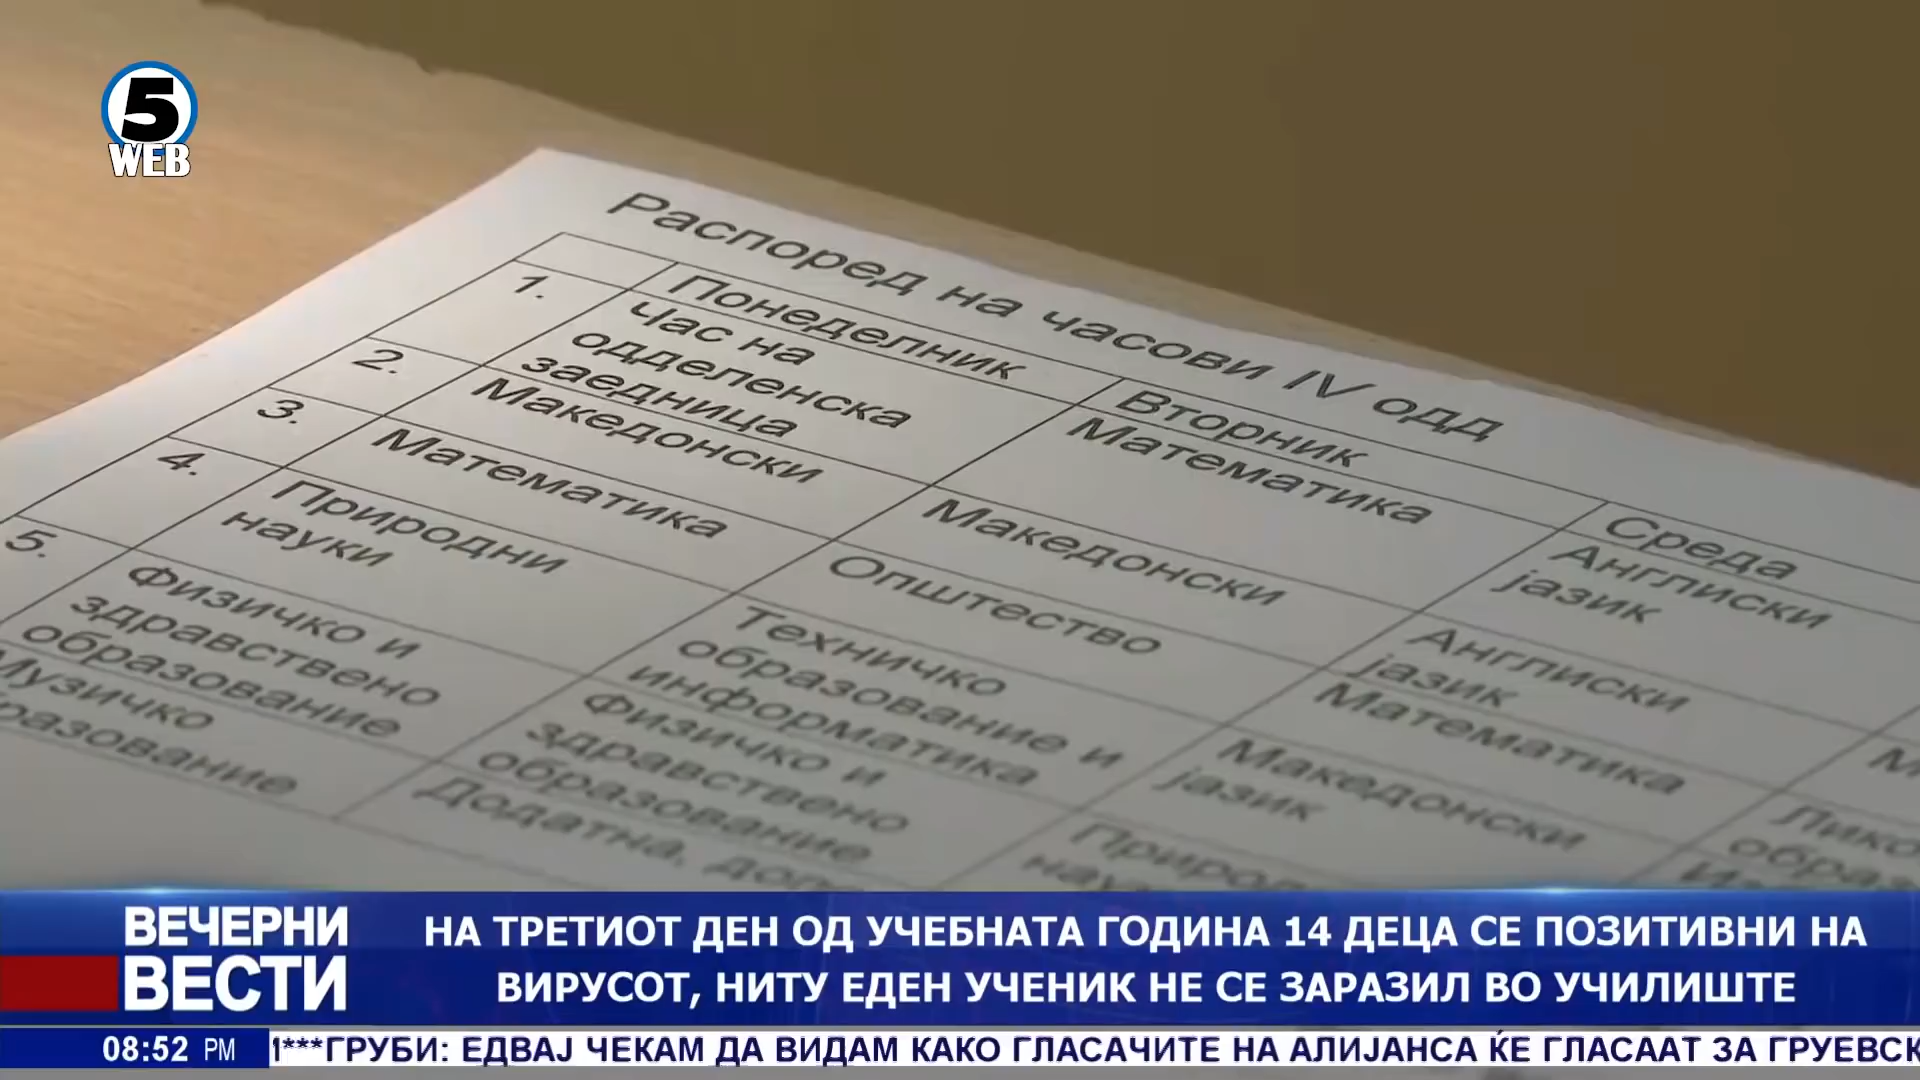 5
WEB
Распоред на часови IV одд
Понеделник
Вторник
Среда
1.
Час на
одделенска
заедница
Математика
Англиски
јазик
2.
Македонски
Македонски
Англиски
јазик
3.
Математика
Општество
Математика
4.
Природни
науки
Техничко
образование и
информатика
Македонски
јазик
5.
Физичко и
здравствено
образование
Физичко и
здравствено
образование
Музичко
Додатна,
ВЕЧЕРНИ
ВЕСТИ
НА ТРЕТИОТ ДЕН ОД УЧЕБНАТА ГОДИНА 14 ДЕЦА СЕ ПОЗИТИВНИ НА
ВИРУСОТ, НИТУ ЕДЕН УЧЕНИК НЕ СЕ ЗАРАЗИЛ ВО УЧИЛИШТЕ
08:52 PM
***ГРУБИ: ЕДВАЈ ЧЕКАМ ДА ВИДАМ КАКО ГЛАСАЧИТЕ НА АЛИЈАНСА ЌЕ ГЛАСААТ ЗА